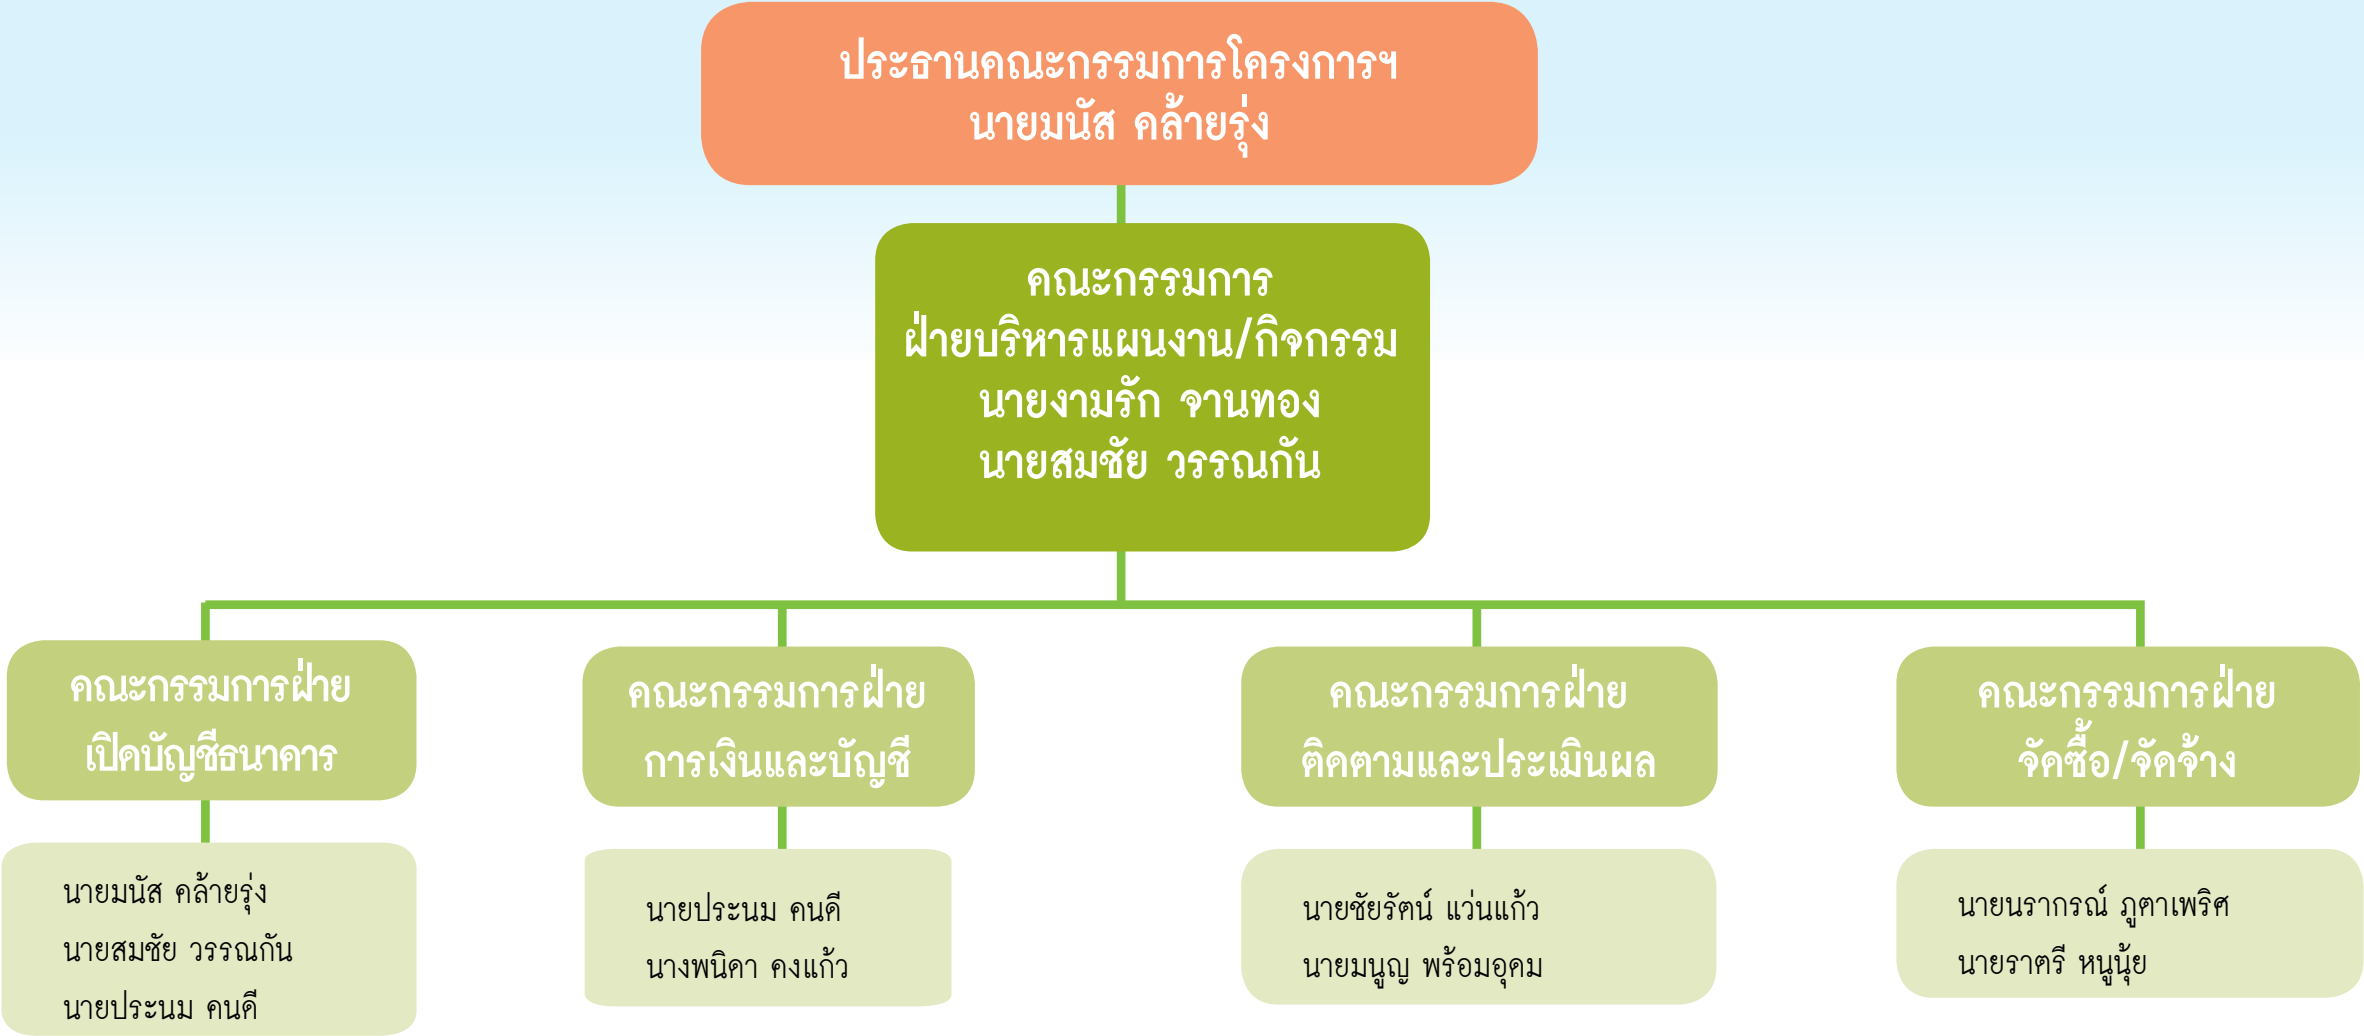 ประธานคณะกรรมการโครงการฯ
นายมนัส คล้ายรุ่ง
คณะกรรมการ
ฝ่ายบริหารแผนงาน/กิจกรรม
นายงามรัก จานทอง
นายสมชัย วรรณกัน
คณะกรรมการฝ่าย
เปิดบัญชีธนาคาร
นายมนัส คล้ายรุ่ง
นายสมชัย วรรณกัน
นายประนม คนดี
คณะกรรมการฝ่าย
การเงินและบัญชี
นายประนม คนดี
นางพนิดา คงแก้ว
คณะกรรมการฝ่าย
ติดตามและประเมินผล
นายชัยรัตน์ แว่นแก้ว
นายมนูญ พร้อมอุดม
คณะกรรมการฝ่าย
จัดซื้อ/จัดจ้าง
นายนรากรณ์ ภูตาเพริศ
นายราตรี หนูนุ้ย